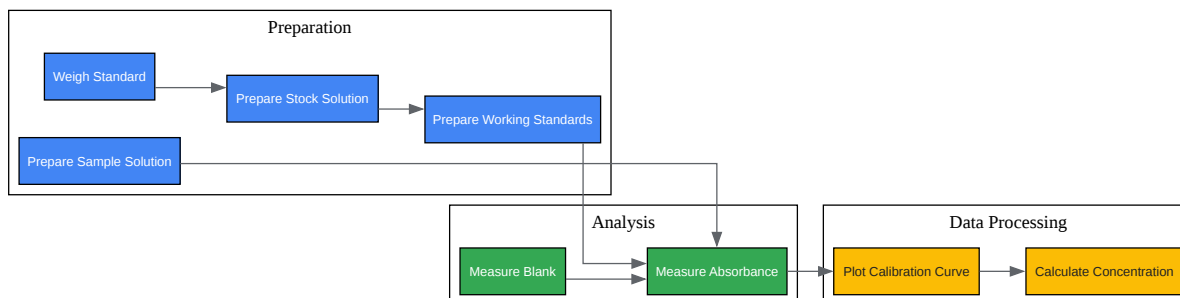 Preparation
Weigh Standard
Prepare Stock Solution
Prepare Working Standards
Prepare Sample Solution
Analysis
Measure Blank
Measure Absorbance
Data Processing
Plot Calibration Curve
Calculate Concentration